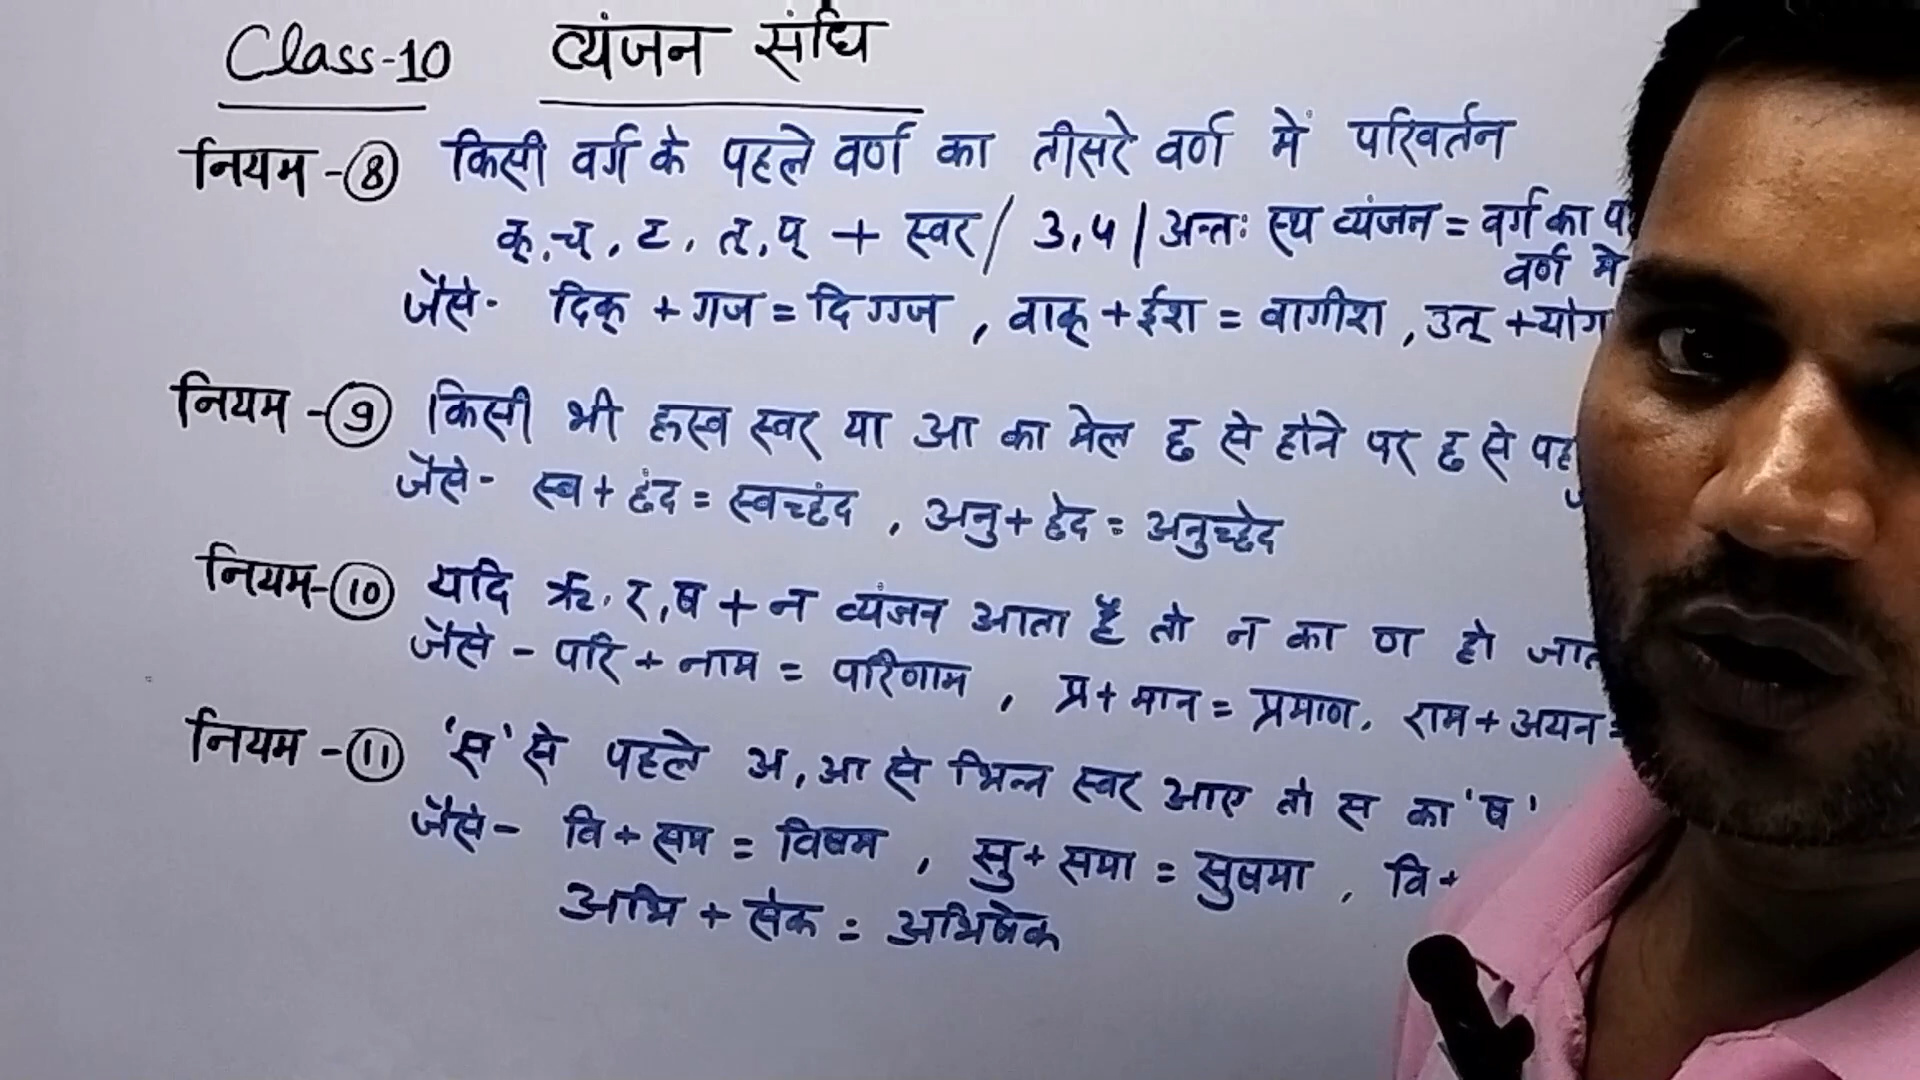 Class-10 व्यंजन संधि
नियम -⑧ किसी वर्ग के पहले वर्ण का तीसरे वर्ण में परिवर्तन
क्, च्, ट, त्, प् + स्वर / 3,4 | अन्तः स्थ व्यंजन = वर्ग का
वर्ण मे
जैसे- दिक् + गज = दिग्गज , वाक् + ईश = वागीश , उत् + योग
नियम -⑨ किसी भी ह्रस्व स्वर या आ का मेल छ से होने पर छ से
जैसे- स्व + छंद = स्वच्छंद , अनु + छेद = अनुच्छेद
नियम-⑩ यदि ऋ, र, ष + न व्यंजन आता है तो न का ण हो
जैसे - परि + नाम = परिणाम , प्र + मान = प्रमाण, राम + अयन =
नियम -⑪ 'स' से पहले अ, आ से भिन्न स्वर आए तो स का 'ष'
जैसे- वि + सम = विषम , सु + समा = सुषमा , वि +
अभि + सेक = अभिषेक